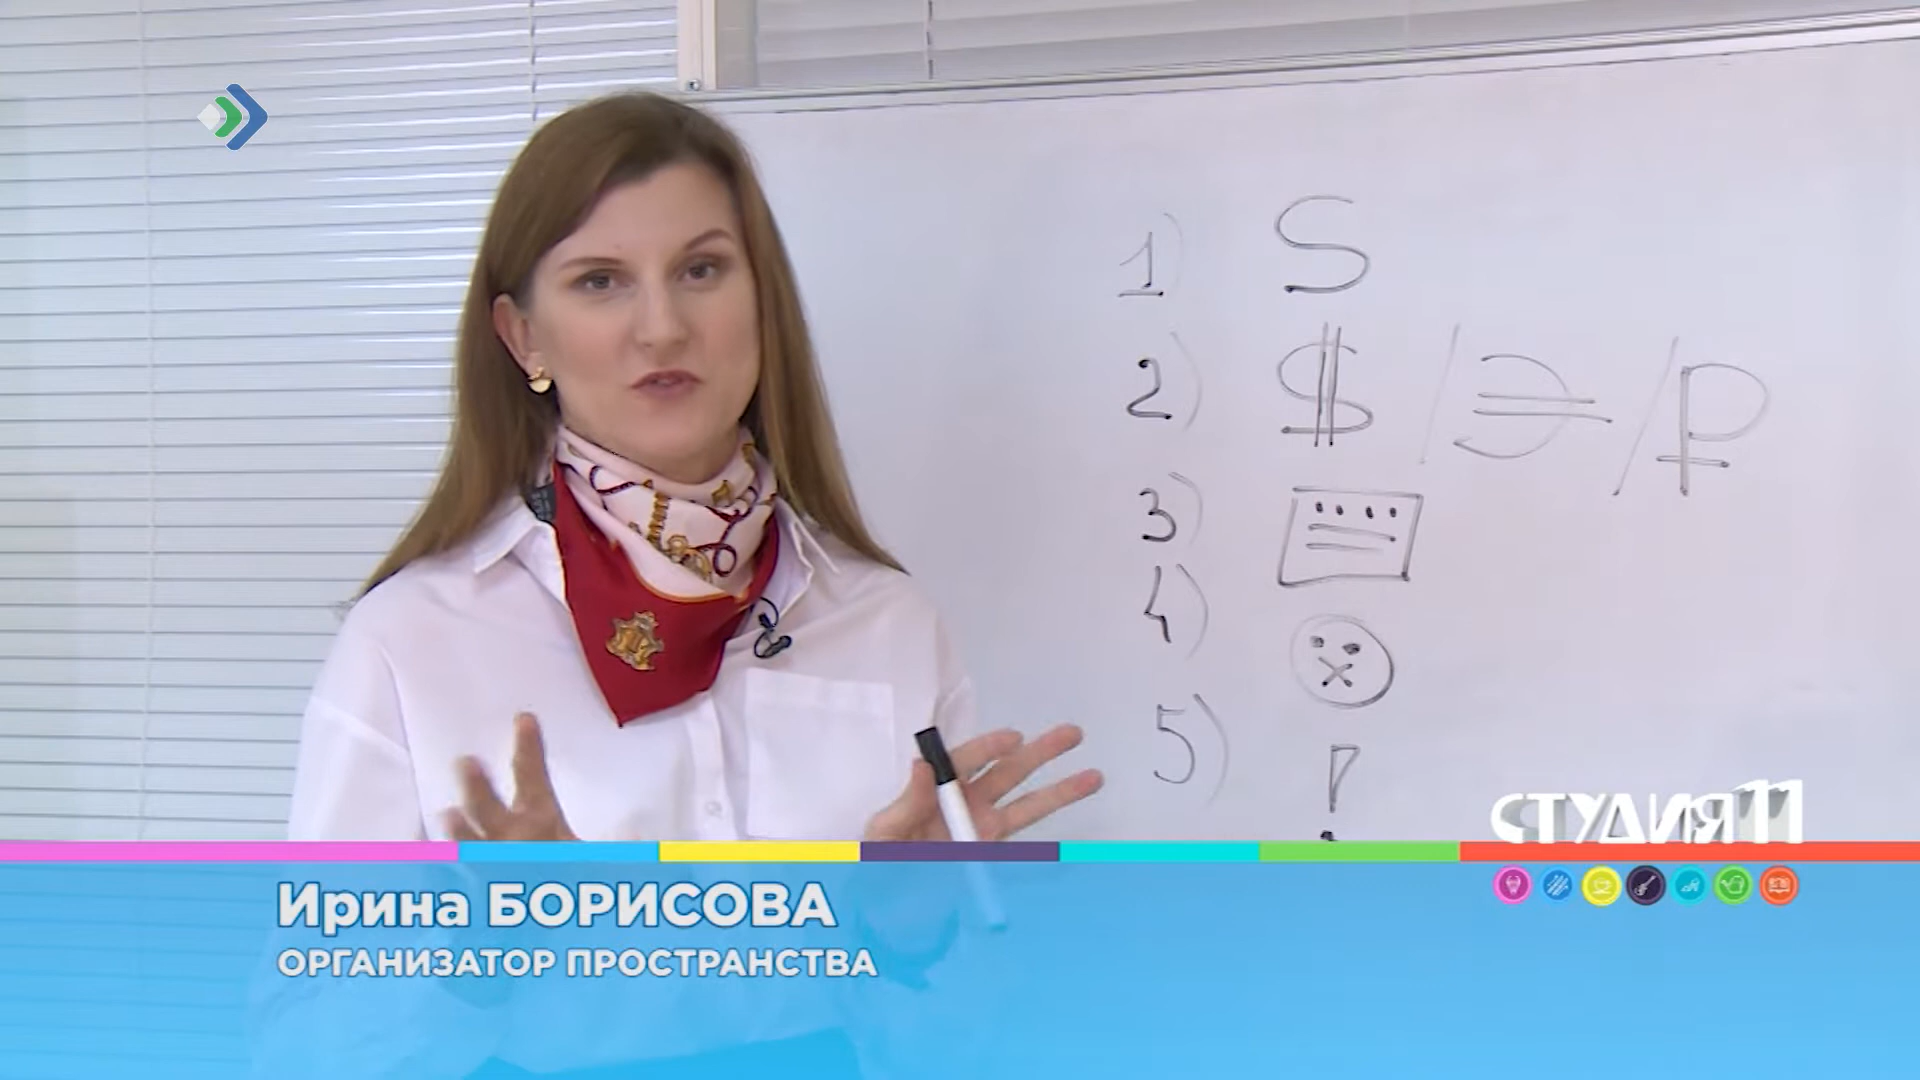 1) S
2) $ / Э / ₽
3)
4)
5) !
СТУДИЯ 11
Ирина БОРИСОВА
ОРГАНИЗАТОР ПРОСТРАНСТВА